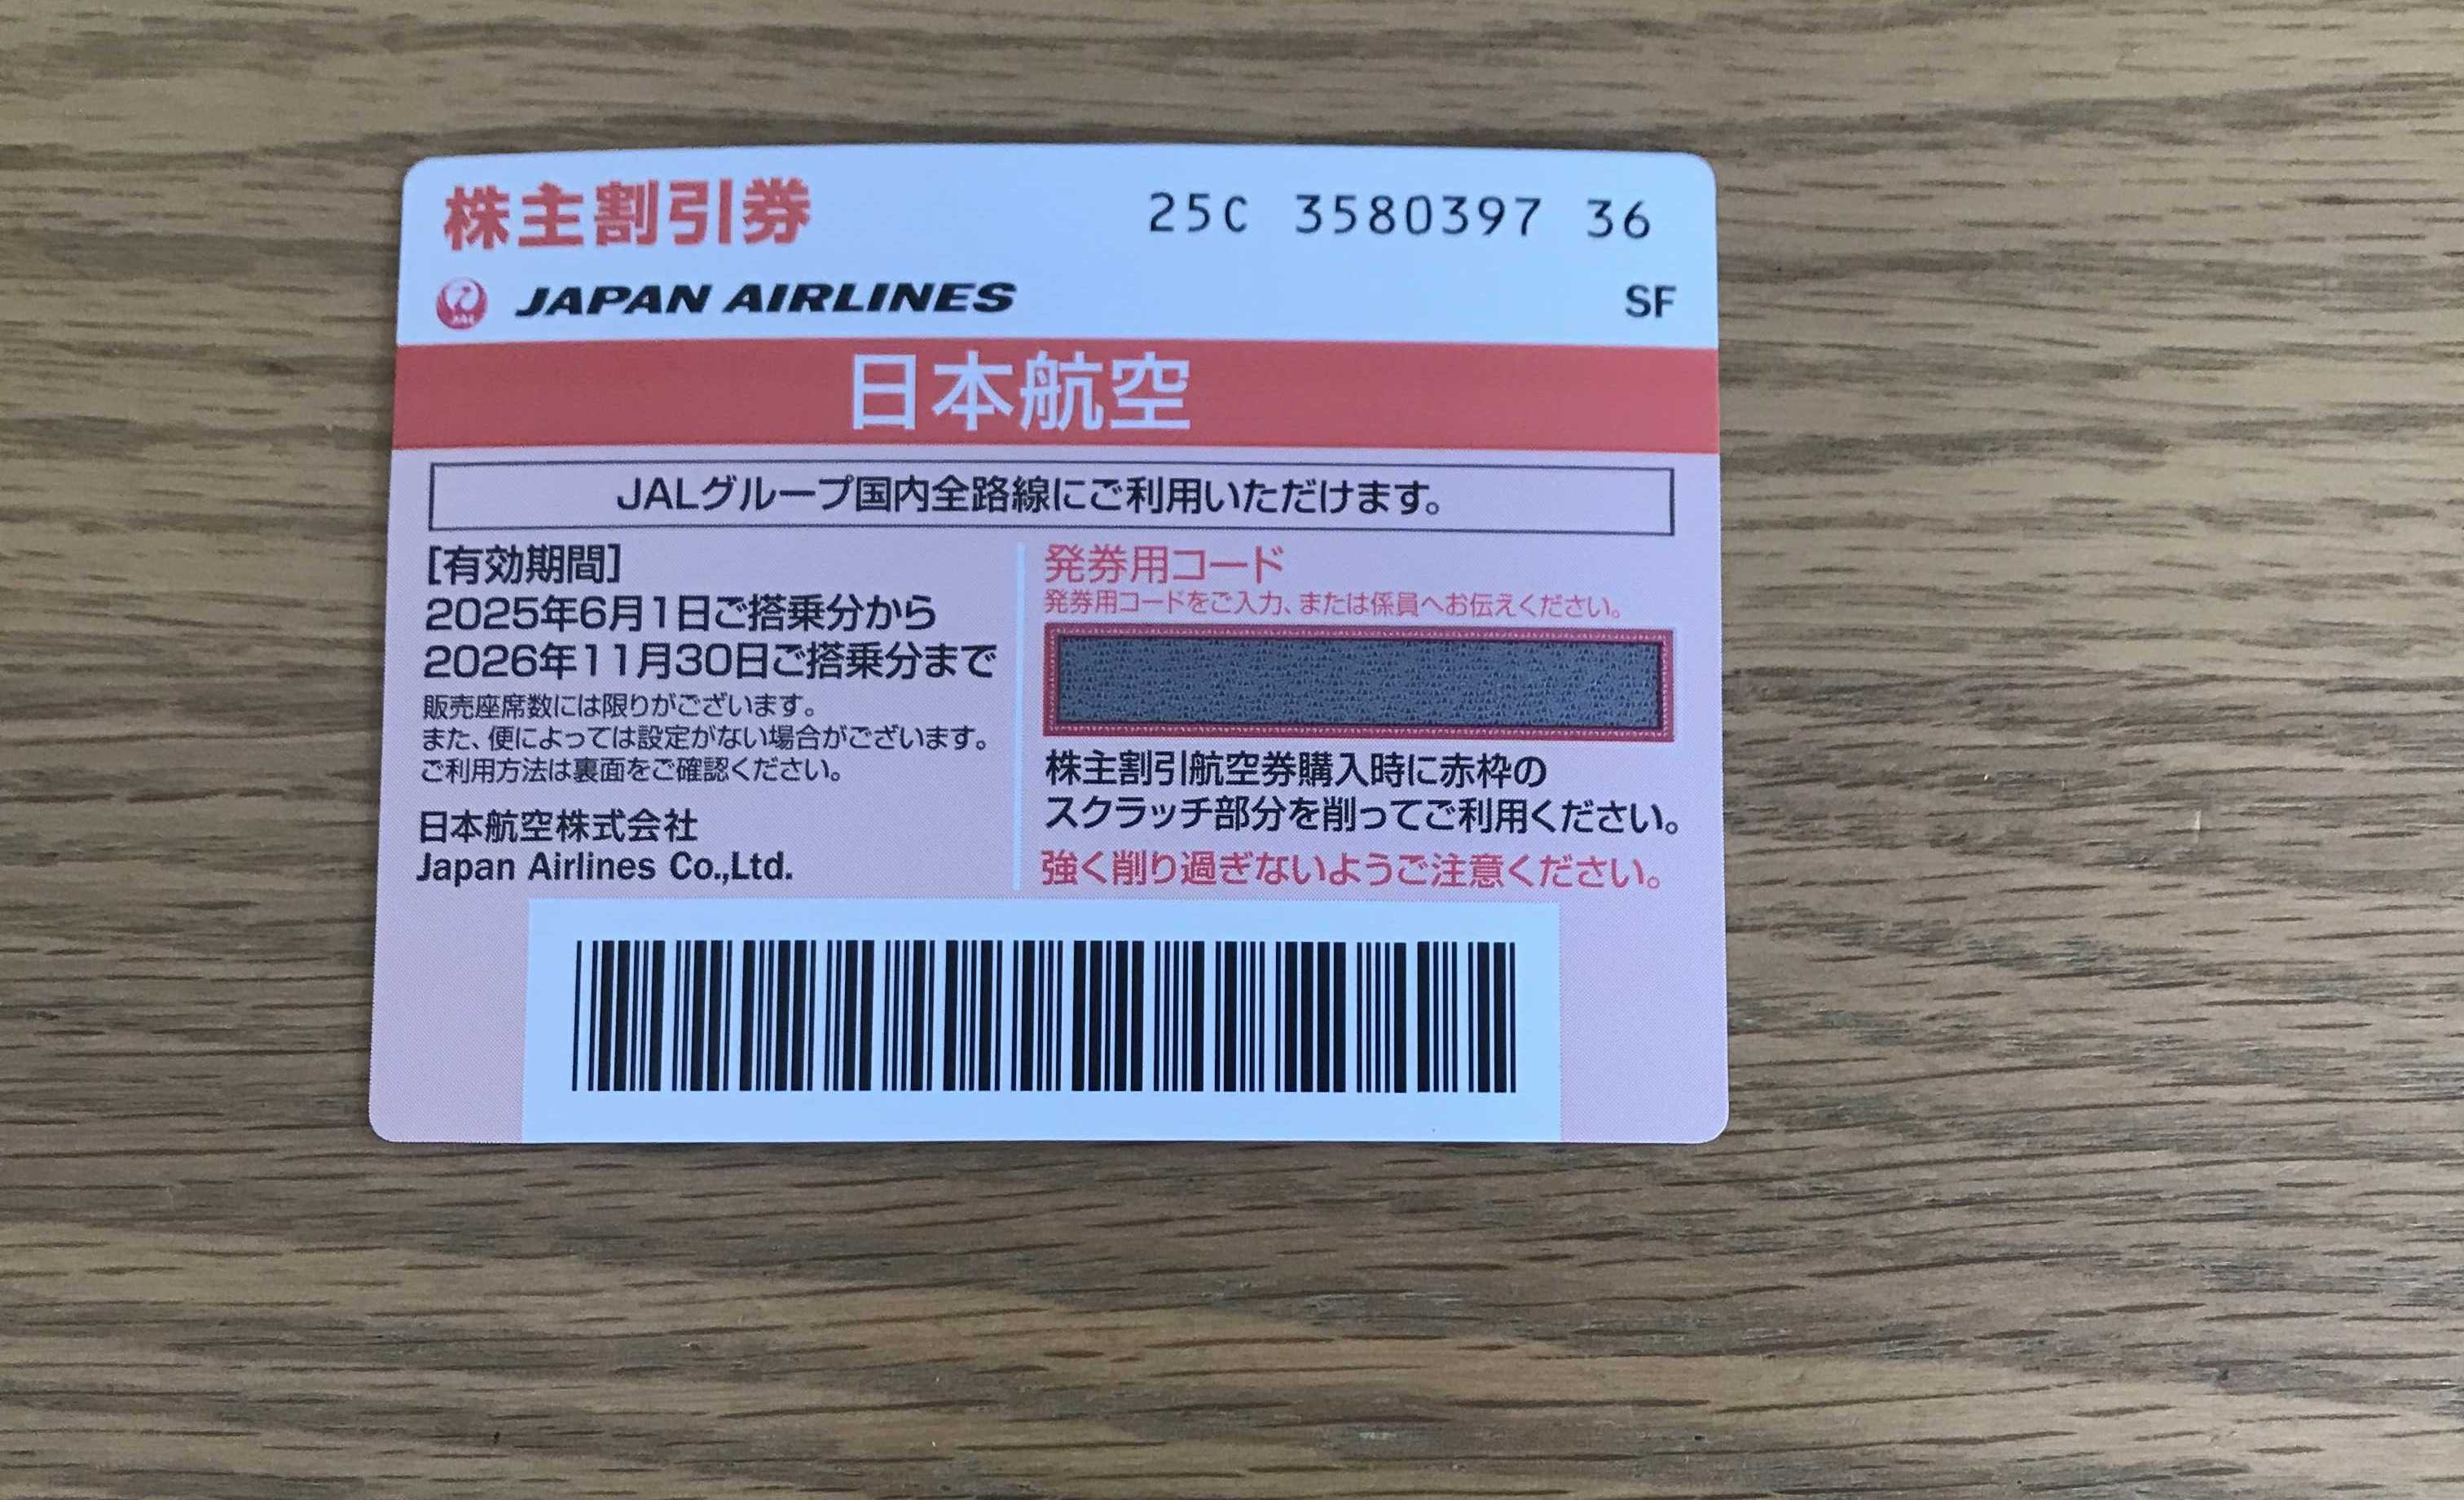 株主割引券
25C 3580397 36
JAL
JAPAN AIRLINES
SF
日本航空
JALグループ国内全路線にご利用いただけます。
[有効期間]
2025年6月1日ご搭乗分から
2026年11月30日ご搭乗分まで
販売座席数には限りがございます。
また、便によっては設定がない場合がございます。
ご利用方法は裏面をご確認ください。
日本航空株式会社
Japan Airlines Co.,Ltd.
発券用コード
発券用コードをご入力、または係員へお伝えください。
株主割引航空券購入時に赤枠の
スクラッチ部分を削ってご利用ください。
強く削り過ぎないようご注意ください。